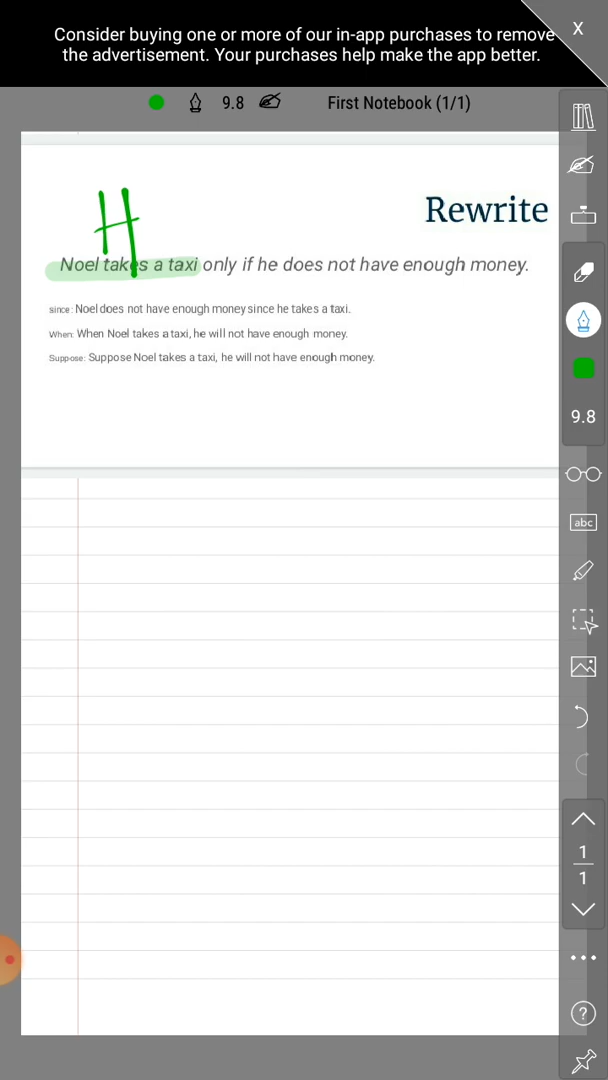 Consider buying one or more of our in-app purchases to remove
the advertisement. Your purchases help make the app better.
X
9.8
First Notebook (1/1)
Rewrite
H
Noel takes a taxi only if he does not have enough money.
since: Noel does not have enough money since he takes a taxi.
When: When Noel takes a taxi, he will not have enough money.
Suppose: Suppose Noel takes a taxi, he will not have enough money.
9.8
abc
1
1
?